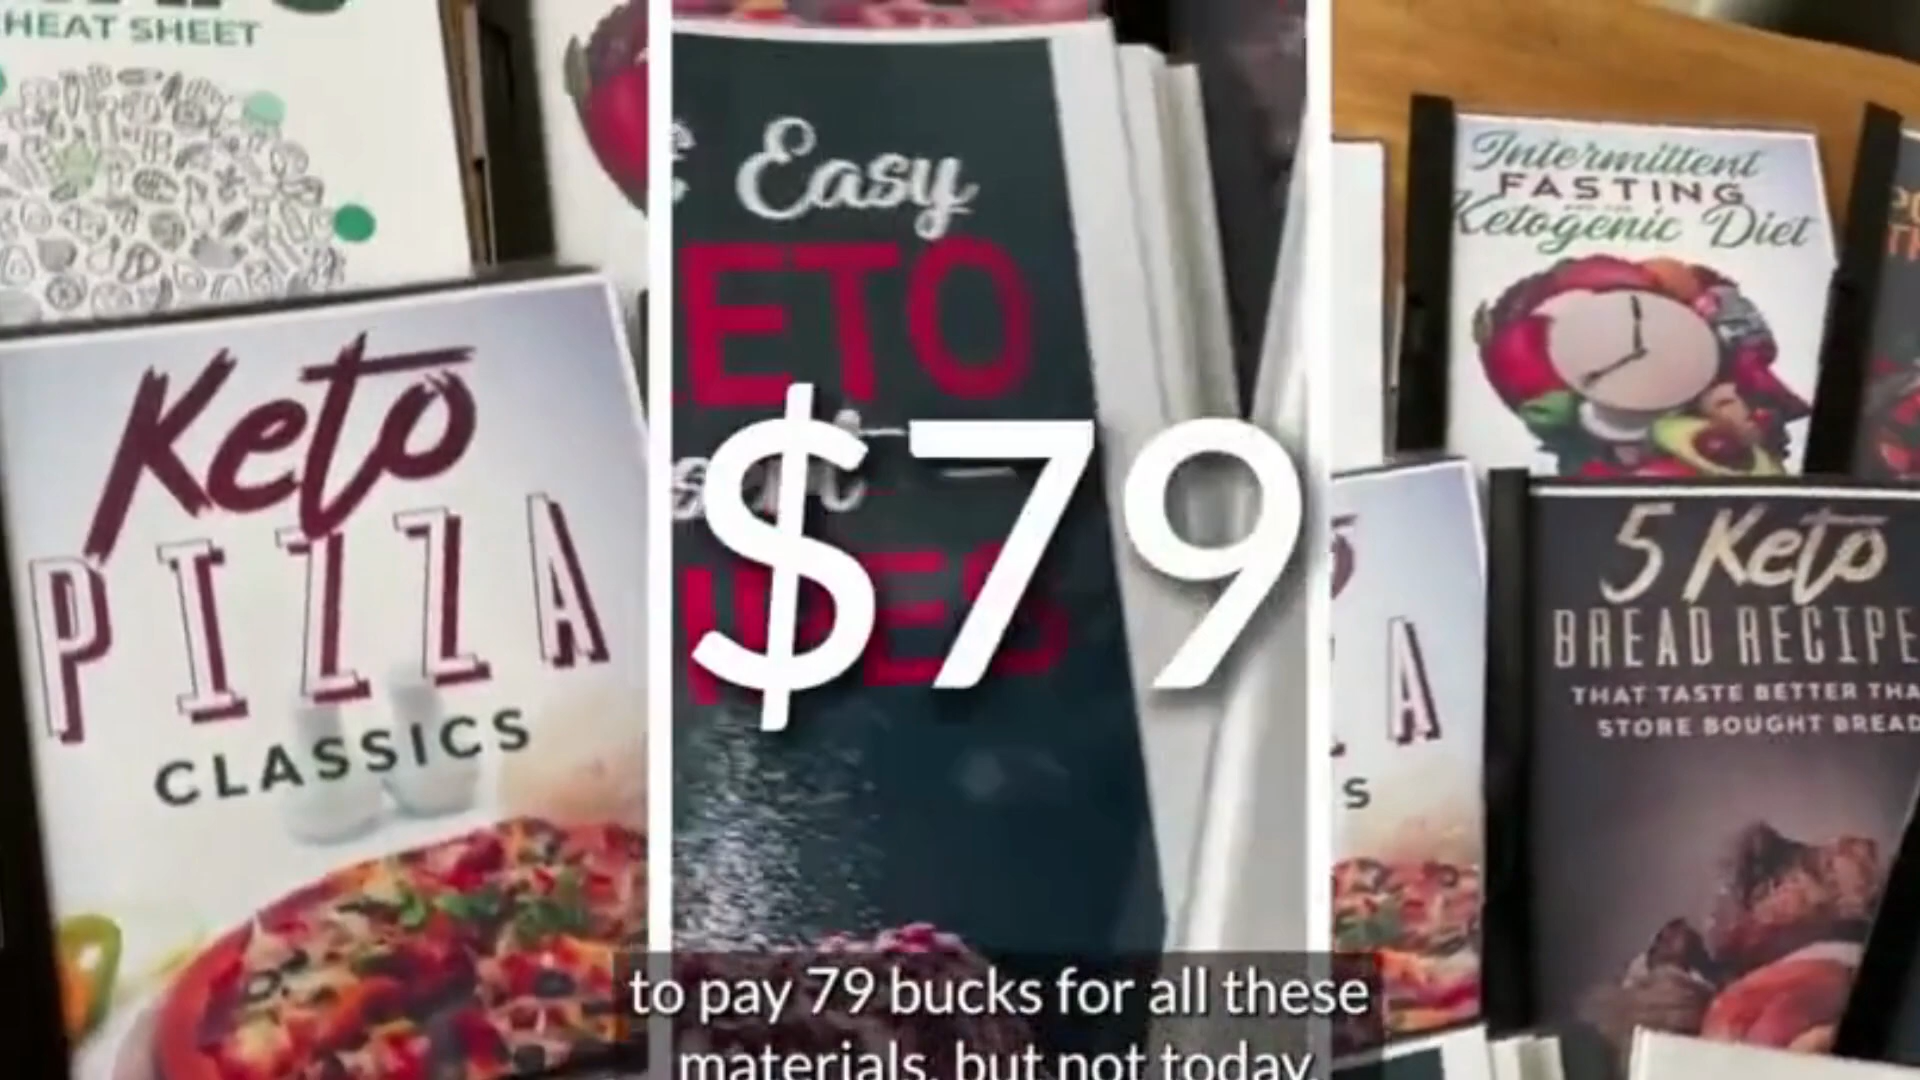 HEAT SHEET
Keto
PIZZA
CLASSICS
Easy
ETO
$79
Intermittent
FASTING
Ketogenic Diet
A
S
5 Keto
BREAD RECIPE
THAT TASTE BETTER THA
STORE BOUGHT BREAD
to pay 79 bucks for all these
materials, but not today.